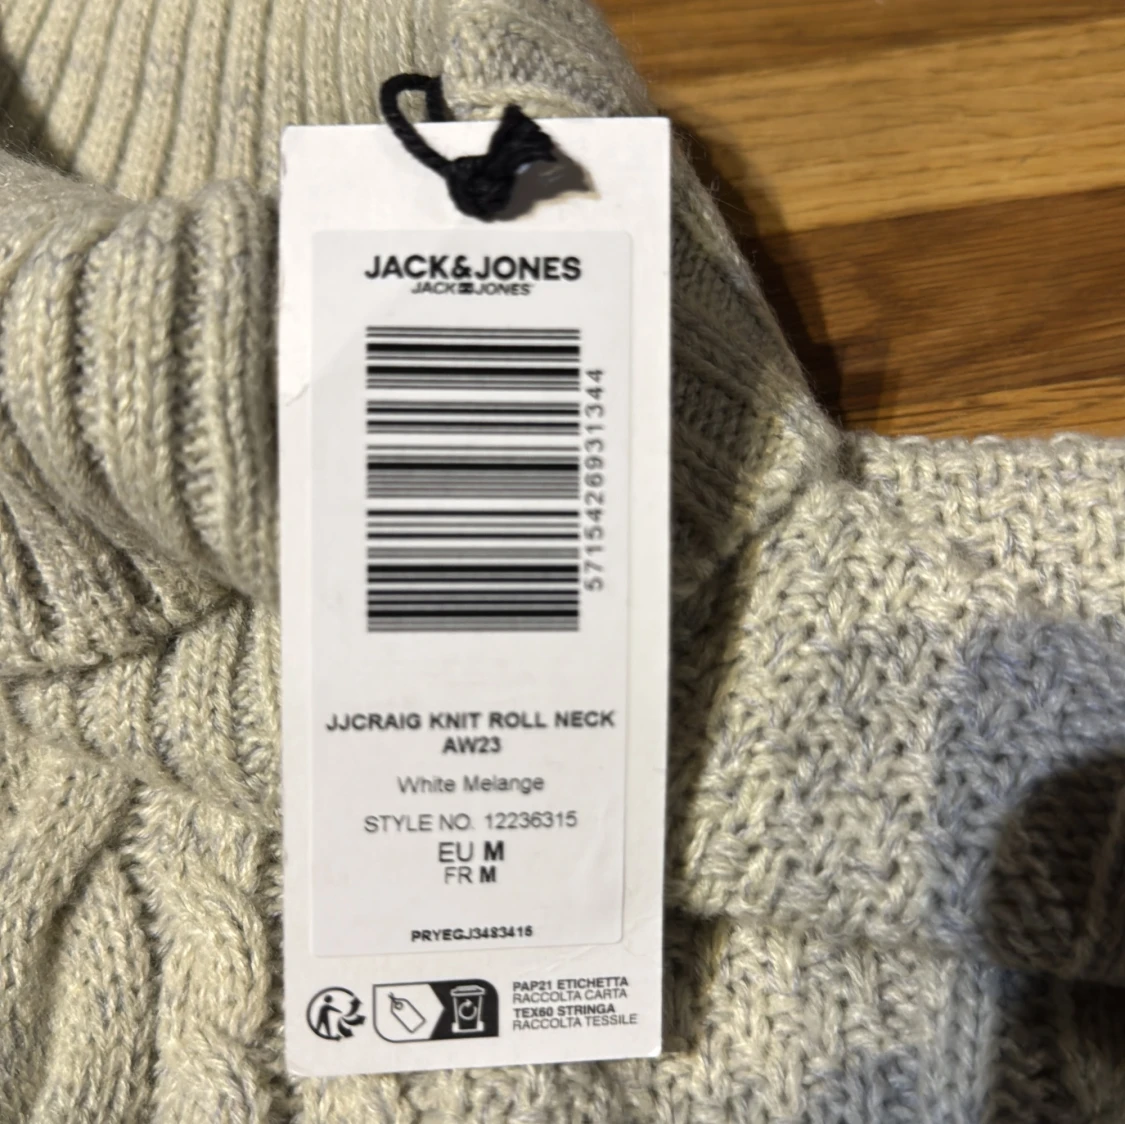 JACK&JONES
JACK JONES
5715426931344
JJCRAIG KNIT ROLL NECK
AW23
White Melange
STYLE NO. 12236315
EU M
FR M
PRYEGJ3483415
PAP21 ETICHETTA
RACCOLTA CARTA
TEX60 STRINGA
RACCOLTA TESSILE